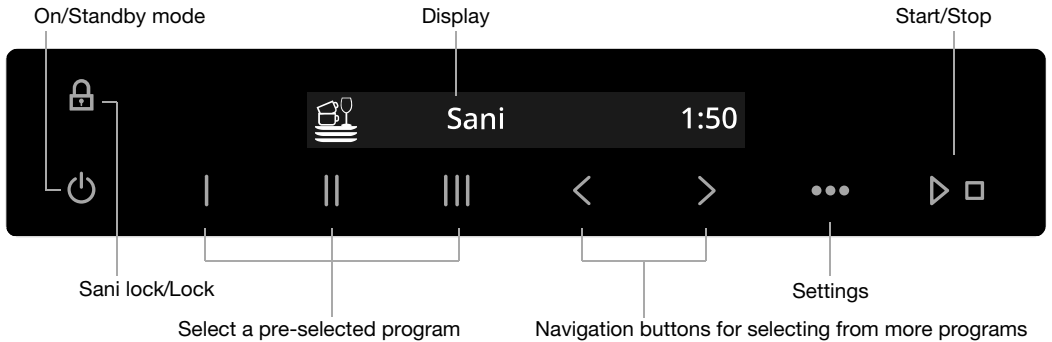 On/Standby mode
Display
Start/Stop
Sani
1:50
Sani lock/Lock
Settings
Select a pre-selected program
Navigation buttons for selecting from more programs